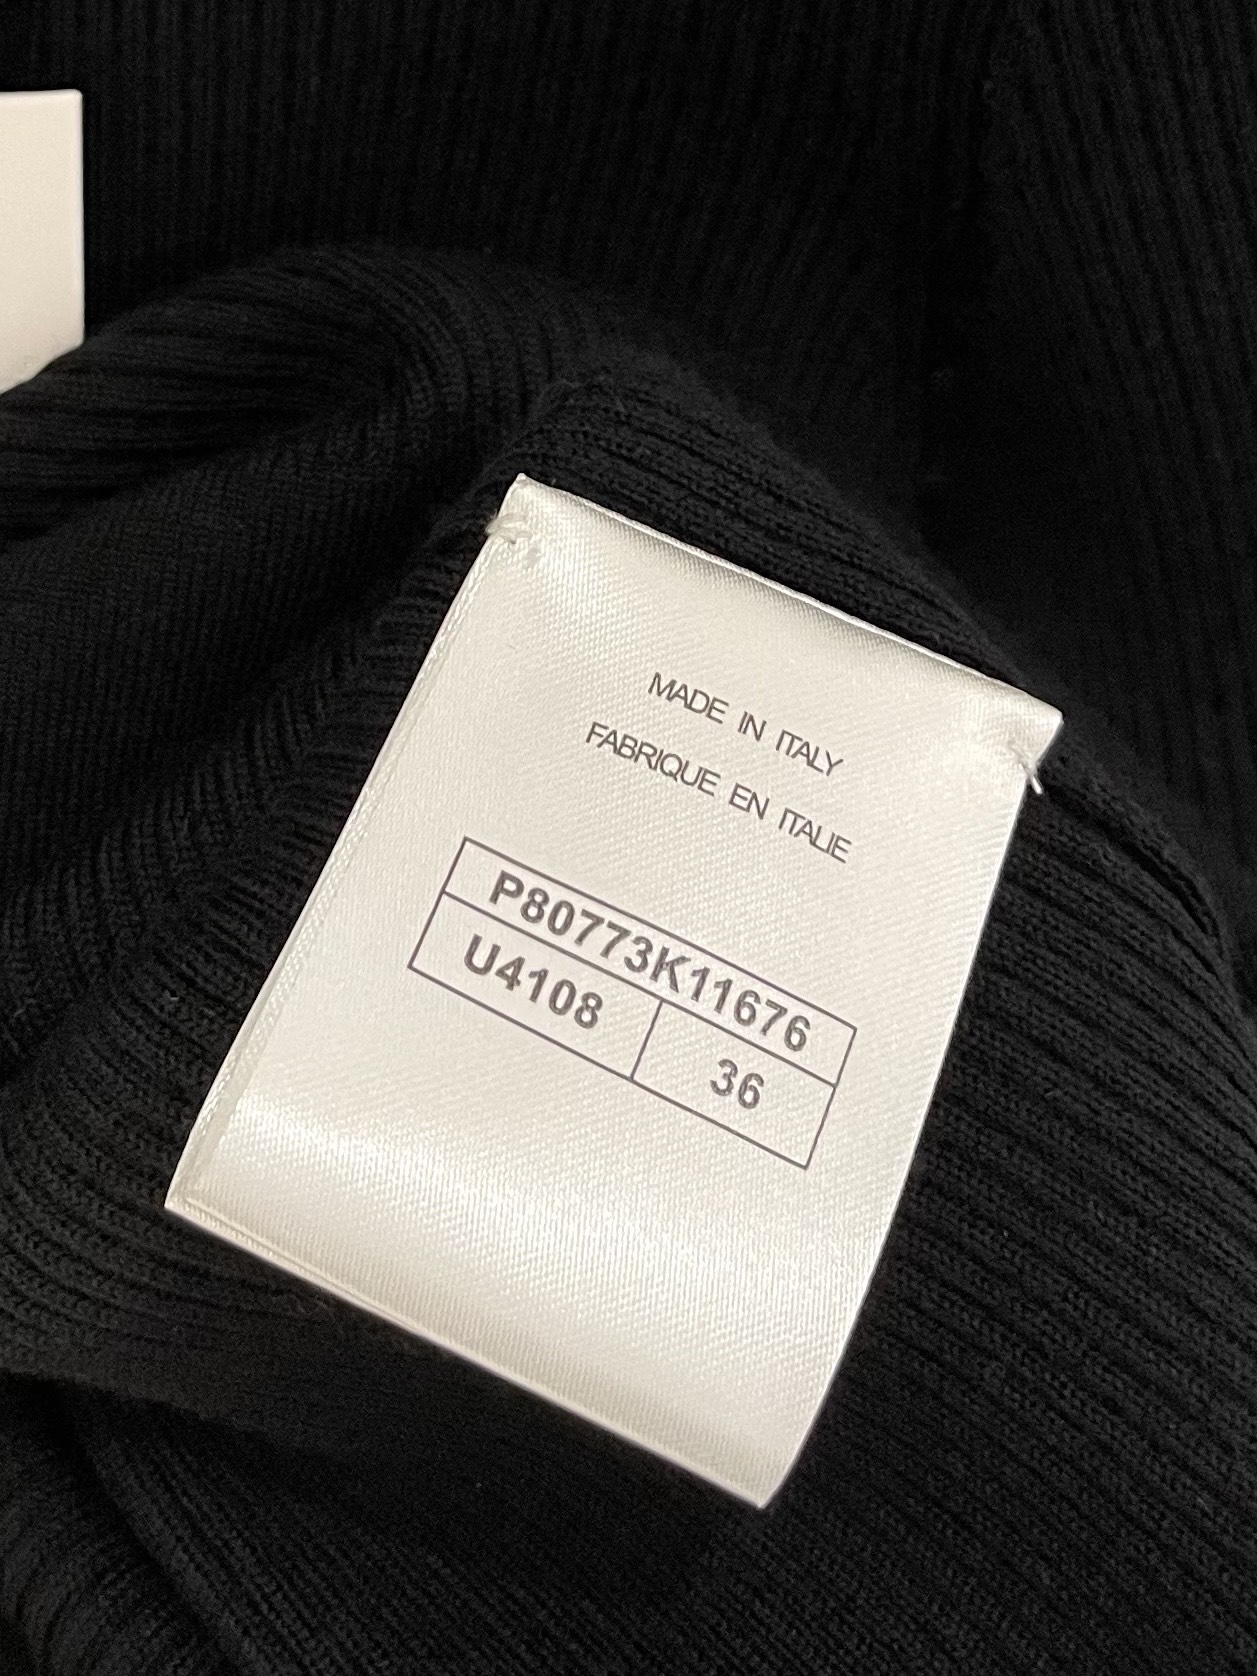 MADE IN ITALY
FABRIQUE EN ITALIE
P80773K11676
U4108 36